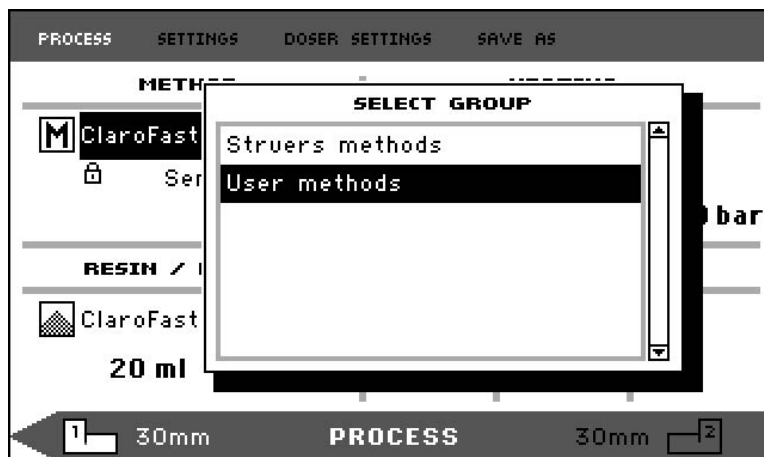 PROCESS SETTINGS DOSER SETTINGS SAVE AS
SELECT GROUP
Struers methods
User methods
M ClaroFast
bar
ClaroFast
20 ml
1 30mm PROCESS 30mm 2